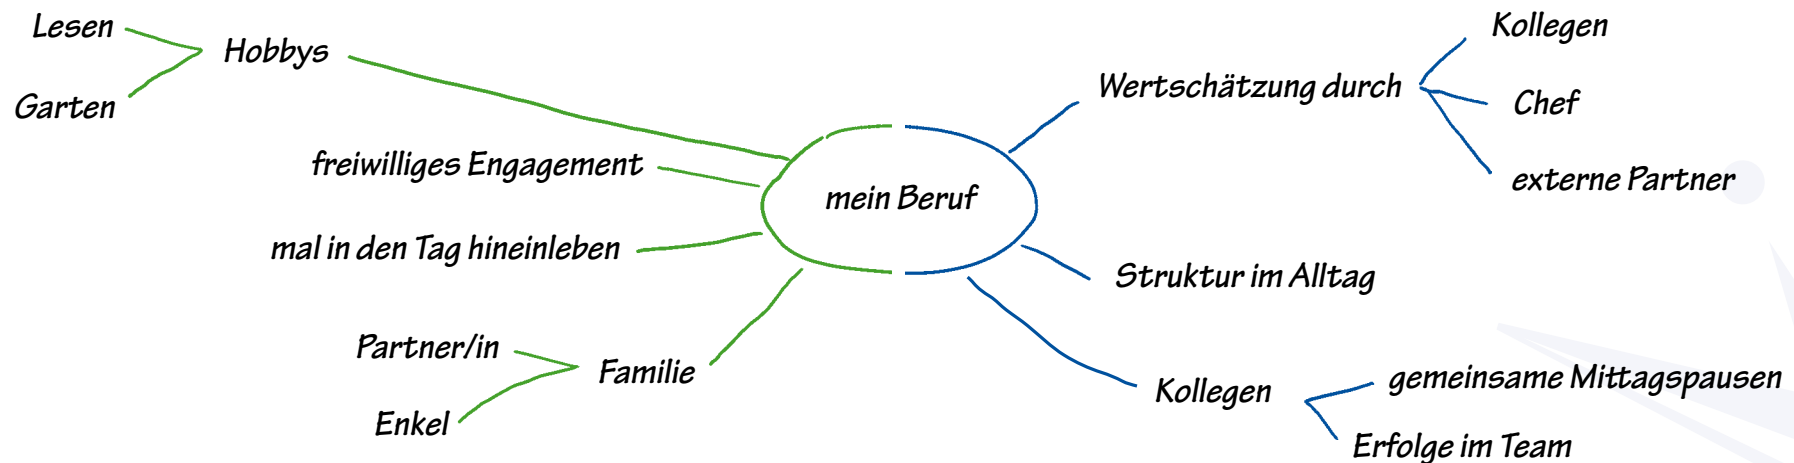 Lesen
Hobbys
Garten
freiwilliges Engagement
mal in den Tag hineinleben
Partner/in
Familie
Enkel
mein Beruf
Wertschätzung durch
Kollegen
Chef
externe Partner
Struktur im Alltag
Kollegen
gemeinsame Mittagspausen
Erfolge im Team